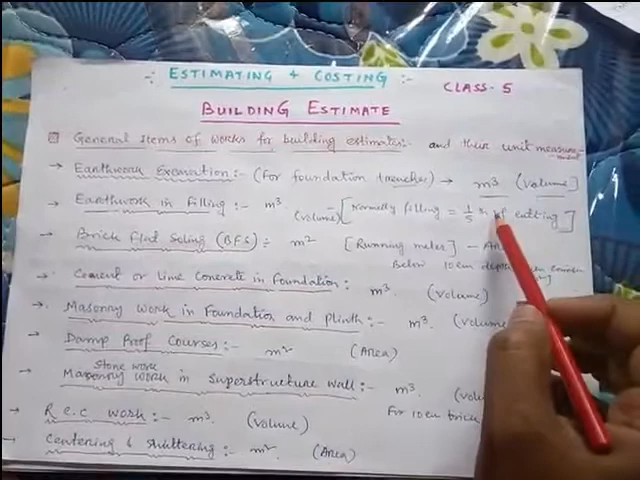 ESTIMATING & COSTING :-
CLASS - 5
BUILDING ESTIMATE
General items of works for building estimates:- and their unit measurement
→ Earthwork Excavation:- (For foundation trenches) → m³ (Volume)
→ Earthwork in Filling:- m³ (Volume) - [Normally filling = 1/5 th of cutting]
→ Brick Flat Soling (B.F.S):- m² [Running meter] -
Below 10cm
→ Cement or lime Concrete in Foundation:- m³. (Volume)
→ Masonry Work in Foundation and plinth:- m³. (Volume
→ Damp Proof Courses:- m² (Area)
Stone work
→ Masonry Work in Superstructure wall:- m³.
For 10cm brick
→ R.C.C Work:- m³ (Volume)
→ Centering & Shuttering:- m² (Area)